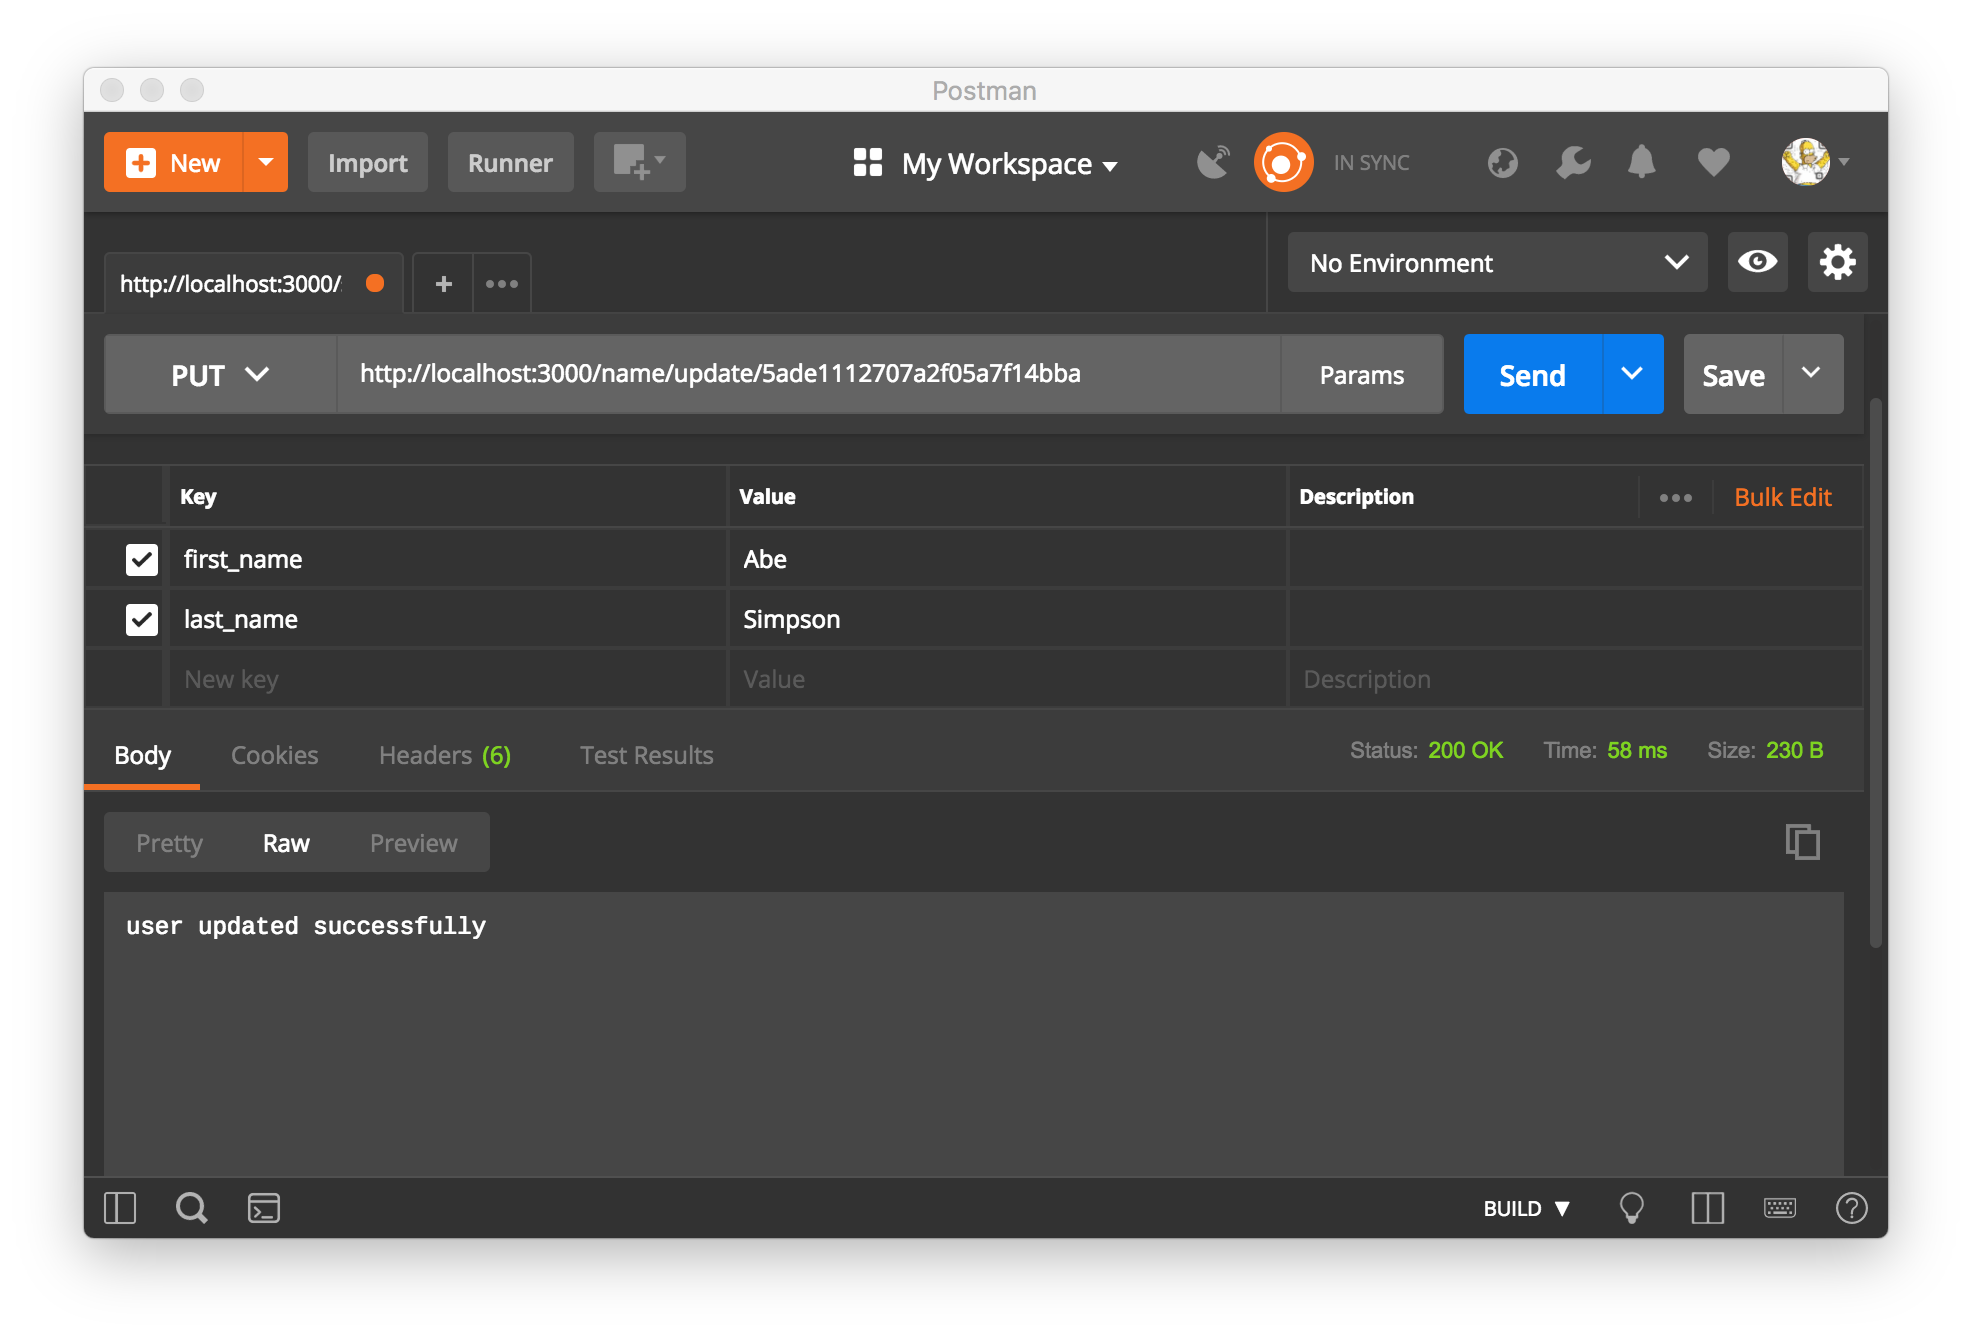 Postman
New Import Runner My Workspace IN SYNC
http://localhost:3000/ No Environment
PUT http://localhost:3000/name/update/5ade1112707a2f05a7f14bba Params Send Save
Key Value Description Bulk Edit
first_name Abe
last_name Simpson
New key Value Description
Body Cookies Headers (6) Test Results Status: 200 OK Time: 58 ms Size: 230 B
Pretty Raw Preview
user updated successfully
BUILD